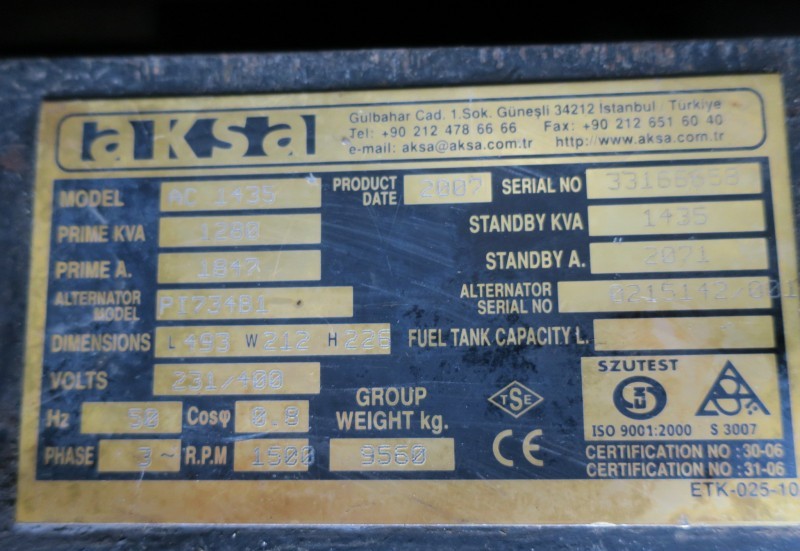 aksa
Gülbahar Cad. 1.Sok. Güneşli 34212 İstanbul / Türkiye
Tel: +90 212 478 66 66 Fax: +90 212 651 60 40
e-mail: aksa@aksa.com.tr http://www.aksa.com.tr
MODEL AC 1435 PRODUCT DATE 2007 SERIAL NO
PRIME KVA STANDBY KVA 1435
PRIME A. 1847 STANDBY A. 2071
ALTERNATOR MODEL PI734B1 ALTERNATOR SERIAL NO 0215142/001
DIMENSIONS L 493 W 212 H FUEL TANK CAPACITY L.
VOLTS 231/400
Hz 50 Cosφ 0.8 GROUP WEIGHT kg. 9560
PHASE 3 ~ R.P.M 1500
TSE
CE
SZUTEST
ISO 9001:2000 S 3007
CERTIFICATION NO :30-06
CERTIFICATION NO :31-06
ETK-025-10